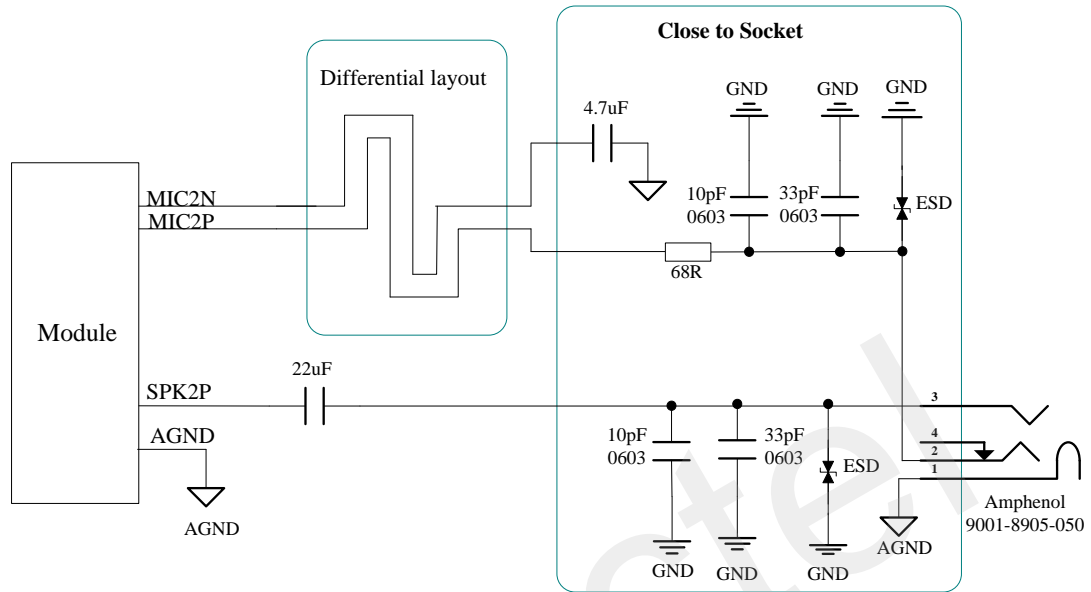 Close to Socket
Differential layout
GND
GND
GND
4.7uF
MIC2N
MIC2P
10pF
0603
33pF
0603
ESD
68R
Module
22uF
SPK2P
3
AGND
4
10pF
0603
33pF
0603
ESD
2
1
AGND
Amphenol
9001-8905-050
AGND
GND
GND
GND